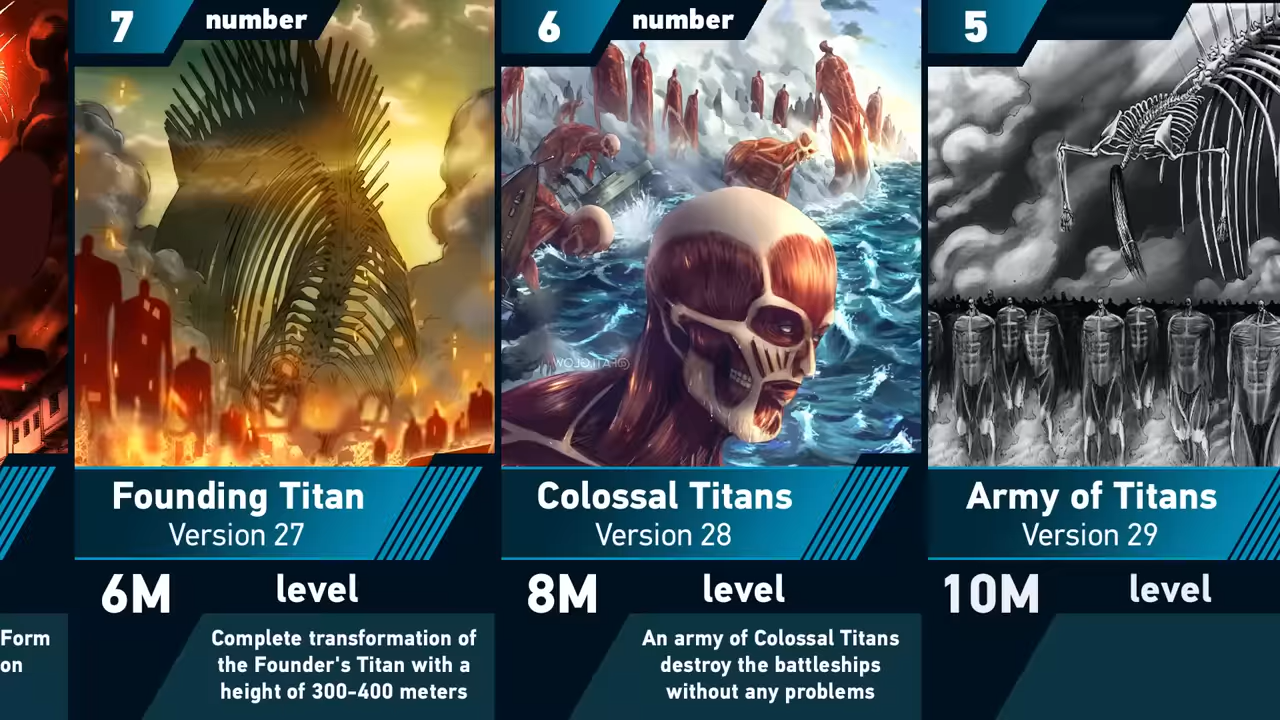 7
number
Founding Titan
Version 27
6M
level
Complete transformation of
the Founder's Titan with a
height of 300-400 meters
6
number
Colossal Titans
Version 28
8M
level
An army of Colossal Titans
destroy the battleships
without any problems
5
Army of Titans
Version 29
10M
level
Form
on